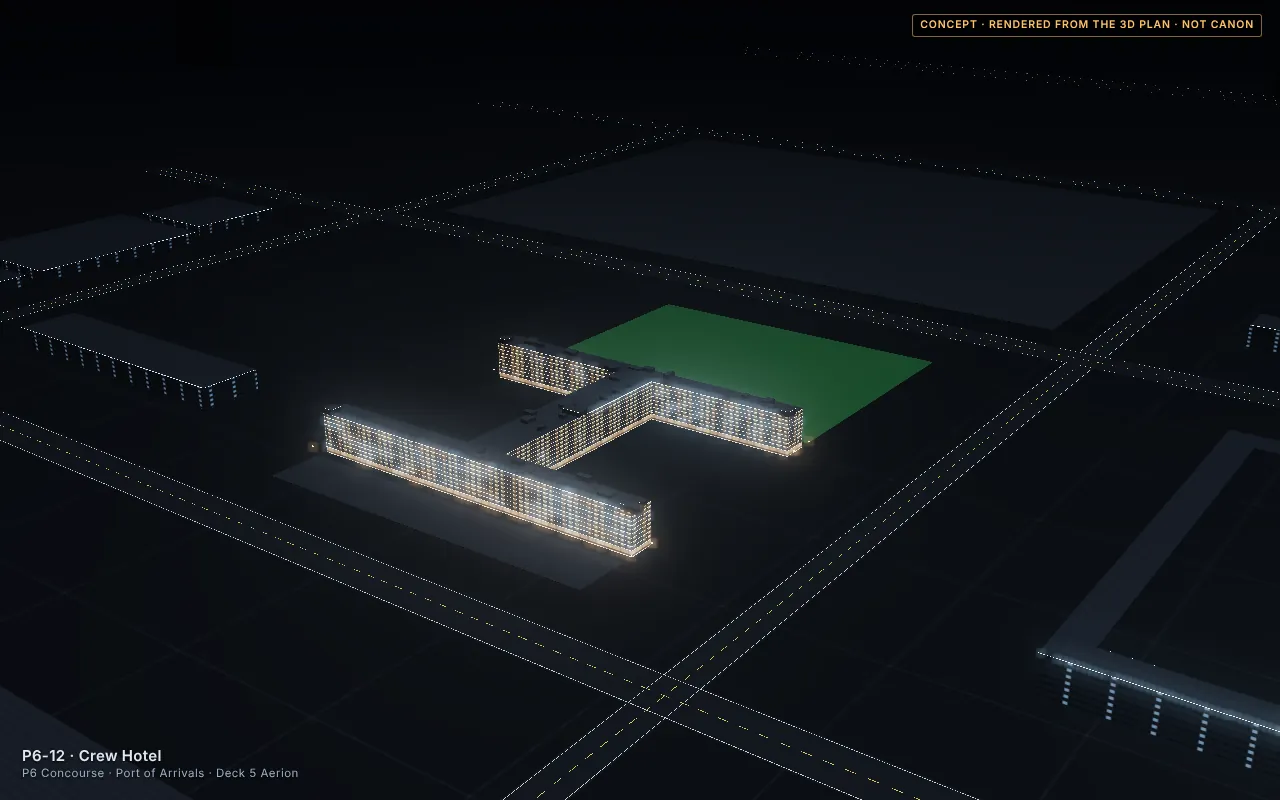 CONCEPT · RENDERED FROM THE 3D PLAN · NOT CANON
P6-12 · Crew Hotel
P6 Concourse · Port of Arrivals · Deck 5 Aerion